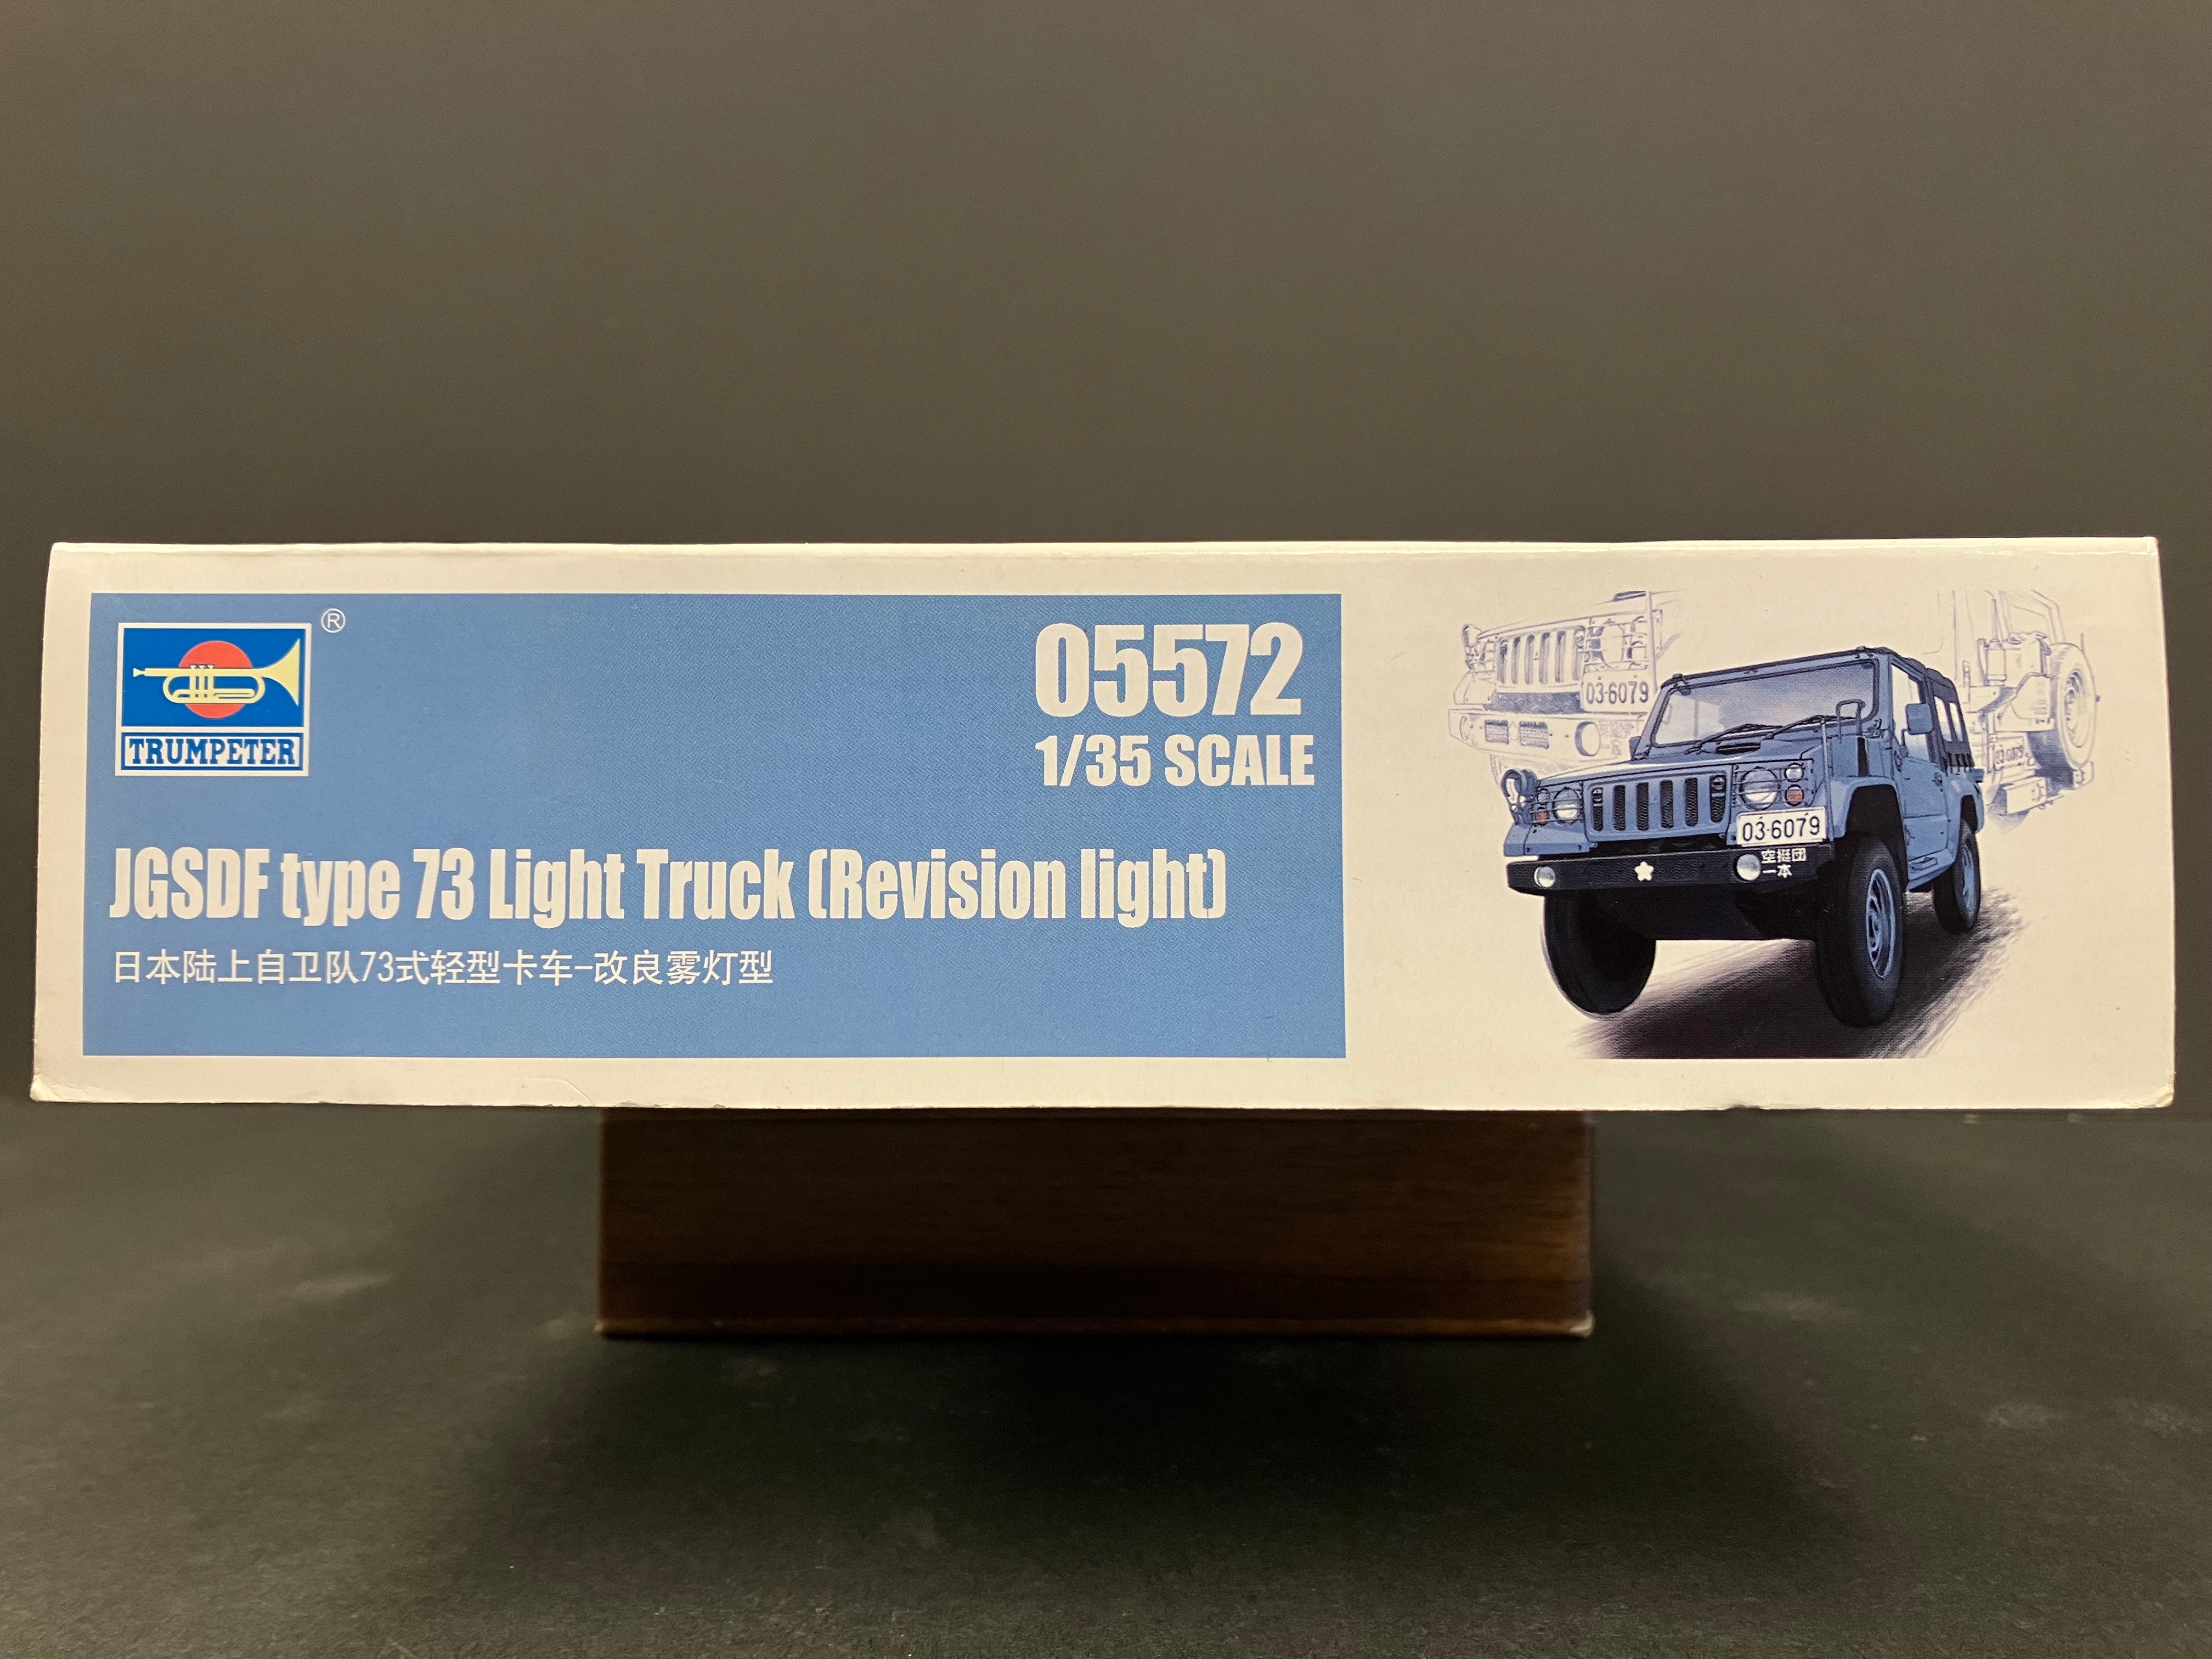 ®
TRUMPETER
05572
1/35 SCALE
JGSDF type 73 Light Truck (Revision light)
日本陆上自卫队73式轻型卡车-改良雾灯型
03-6079
03-6079
空挺团
一本